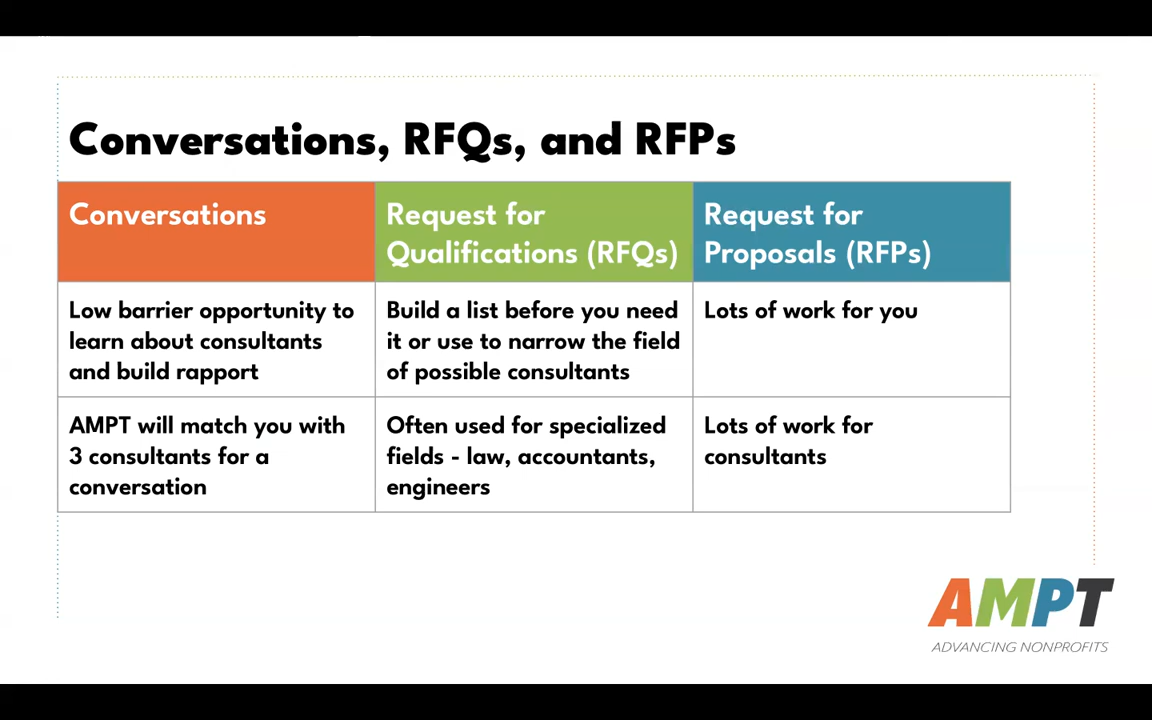 Conversations, RFQs, and RFPs
Conversations
Request for
Qualifications (RFQs)
Request for
Proposals (RFPs)
Low barrier opportunity to
learn about consultants
and build rapport
Build a list before you need
it or use to narrow the field
of possible consultants
Lots of work for you
AMPT will match you with
3 consultants for a
conversation
Often used for specialized
fields - law, accountants,
engineers
Lots of work for
consultants
AMPT
ADVANCING NONPROFITS